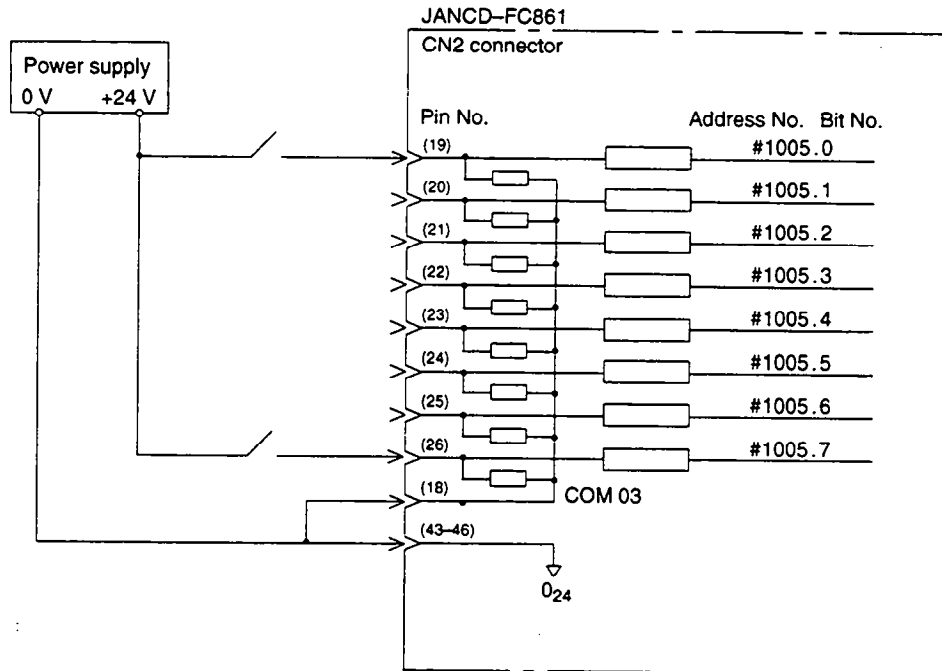 JANCD–FC861
CN2 connector
Power supply
0 V +24 V
Pin No. Address No. Bit No.
(19) #1005.0
(20) #1005.1
(21) #1005.2
(22) #1005.3
(23) #1005.4
(24) #1005.5
(25) #1005.6
(26) #1005.7
(18) COM 03
(43–46)
024